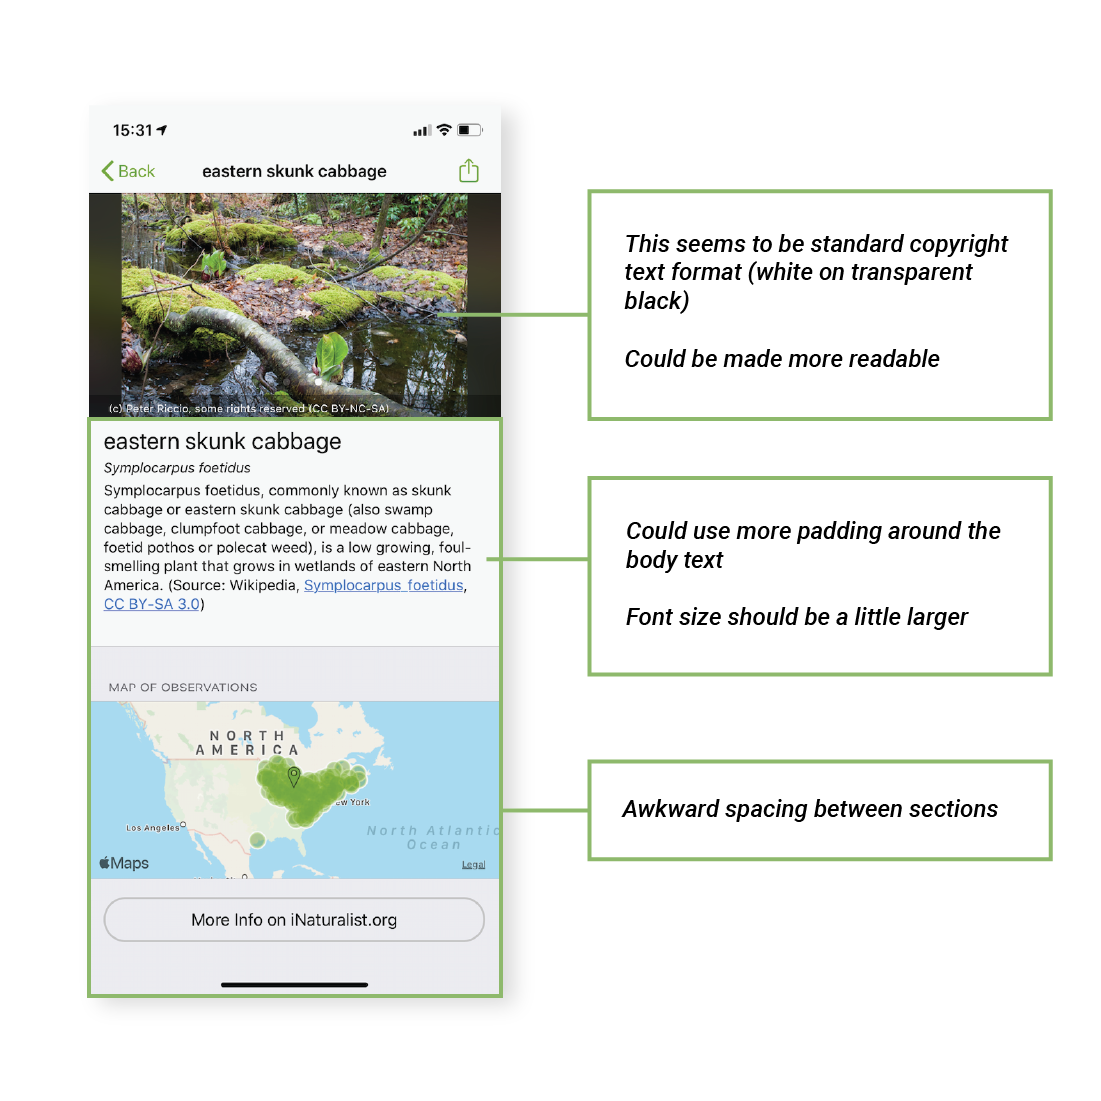 15:31
Back
eastern skunk cabbage
(c) Peter Riccio, some rights reserved (CC BY-NC-SA)
eastern skunk cabbage
Symplocarpus foetidus
Symplocarpus foetidus, commonly known as skunk
cabbage or eastern skunk cabbage (also swamp
cabbage, clumpfoot cabbage, or meadow cabbage,
foetid pothos or polecat weed), is a low growing, foul-
smelling plant that grows in wetlands of eastern North
America. (Source: Wikipedia, Symplocarpus foetidus,
CC BY-SA 3.0)
MAP OF OBSERVATIONS
NORTH
AMERICA
ew York
Los Angeles
North Atlantic
Ocean
Maps
Legal
More Info on iNaturalist.org
This seems to be standard copyright
text format (white on transparent
black)
Could be made more readable
Could use more padding around the
body text
Font size should be a little larger
Awkward spacing between sections